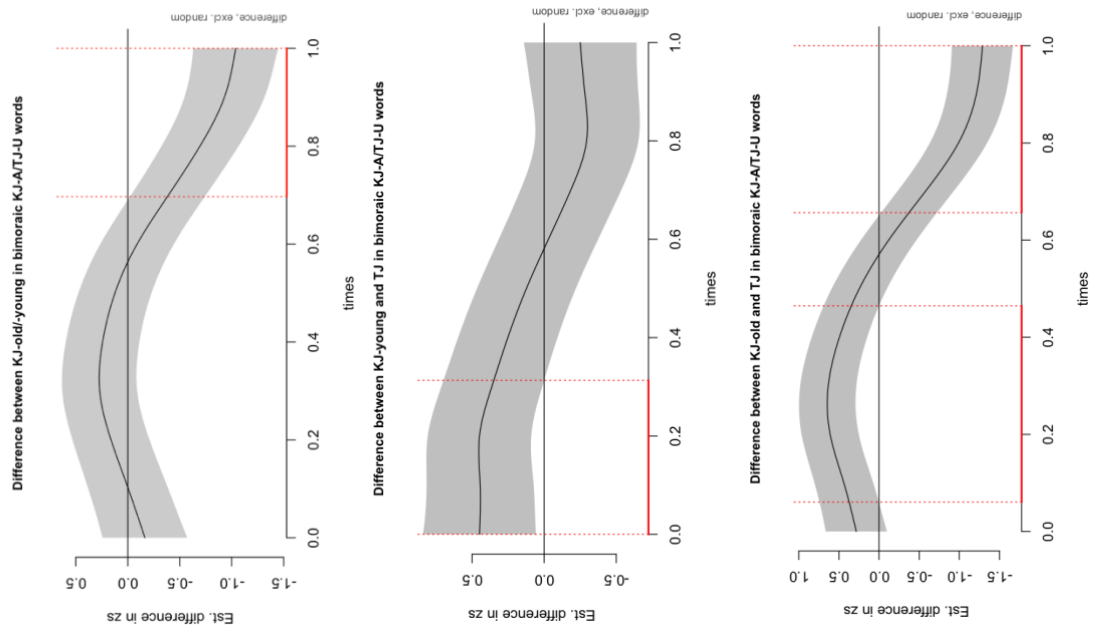 Difference between KJ-old/-young in bimoraic KJ-A/TJ-U words
Est. difference in zs
0.5
0.0
-0.5
-1.0
-1.5
0.0 0.2 0.4 0.6 0.8 1.0
times
difference, excl. random
Difference between KJ-young and TJ in bimoraic KJ-A/TJ-U words
Est. difference in zs
0.5
0.0
-0.5
0.0 0.2 0.4 0.6 0.8 1.0
times
difference, excl. random
Difference between KJ-old and TJ in bimoraic KJ-A/TJ-U words
Est. difference in zs
1.0
0.5
0.0
-0.5
-1.0
-1.5
0.0 0.2 0.4 0.6 0.8 1.0
times
difference, excl. random